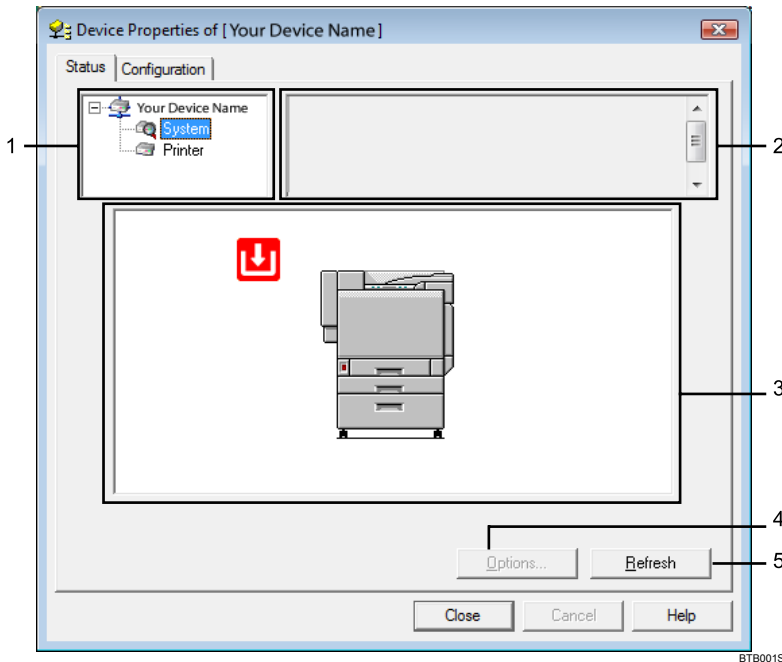 Device Properties of [Your Device Name]
Status
Configuration
Your Device Name
System
Printer
1
2
3
4
5
Options...
Refresh
Close
Cancel
Help
BTB001S